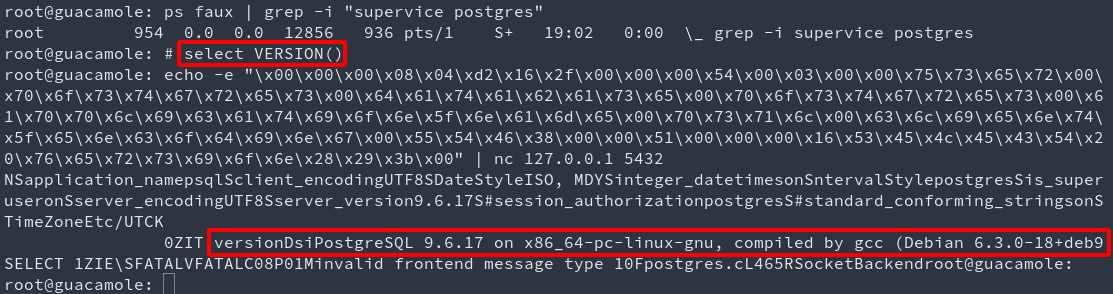 root@guacamole: ps faux | grep -i "supervice postgres"
root       954  0.0  0.0  12856   936 pts/1    S+   19:02   0:00  \_ grep -i supervice postgres
root@guacamole: # select VERSION()
root@guacamole: echo -e "\x00\x00\x00\x08\x04\xd2\x16\x2f\x00\x00\x00\x54\x00\x03\x00\x00\x75\x73\x65\x72\x00\
x70\x6f\x73\x74\x67\x72\x65\x73\x00\x64\x61\x74\x61\x62\x61\x73\x65\x00\x70\x6f\x73\x74\x67\x72\x65\x73\x00\x6
1\x70\x70\x6c\x69\x63\x61\x74\x69\x6f\x6e\x5f\x6e\x61\x6d\x65\x00\x70\x73\x71\x6c\x00\x63\x6c\x69\x65\x6e\x74\
x5f\x65\x6e\x63\x6f\x64\x69\x6e\x67\x00\x55\x54\x46\x38\x00\x00\x51\x00\x00\x00\x16\x53\x45\x4c\x45\x43\x54\x2
0\x76\x65\x72\x73\x69\x6f\x6e\x28\x29\x3b\x00" | nc 127.0.0.1 5432
NSapplication_namepsqlSclient_encodingUTF8SDateStyleISO, MDYSinteger_datetimesonSntervalStylepostgresSis_super
useronSserver_encodingUTF8Sserver_version9.6.17S#session_authorizationpostgresS#standard_conforming_stringsonS
TimeZoneEtc/UTCK
0ZIT versionDsiPostgreSQL 9.6.17 on x86_64-pc-linux-gnu, compiled by gcc (Debian 6.3.0-18+deb9
SELECT 1ZIE\SFATALVFATALC08P01Minvalid frontend message type 10Fpostgres.cL465RSocketBackendroot@guacamole:
root@guacamole: